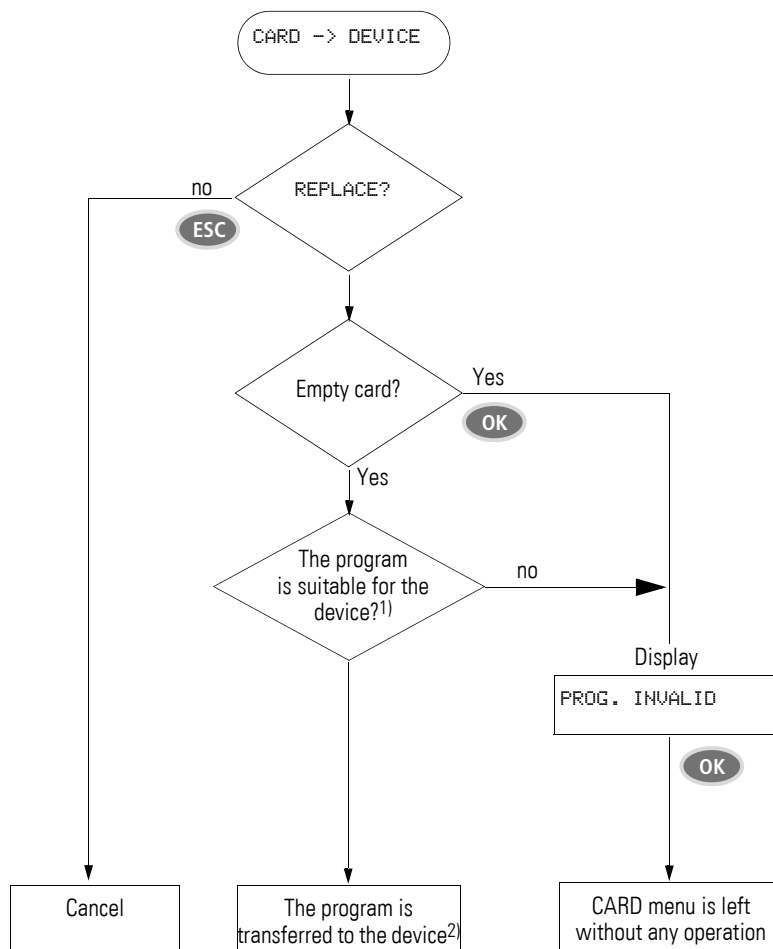 CARD -> DEVICE
REPLACE?
no
ESC
Empty card?
Yes
OK
Yes
The program
is suitable for the
device?1)
no
Display
PROG. INVALID
OK
Cancel
The program is
transferred to the device2)
CARD menu is left
without any operation